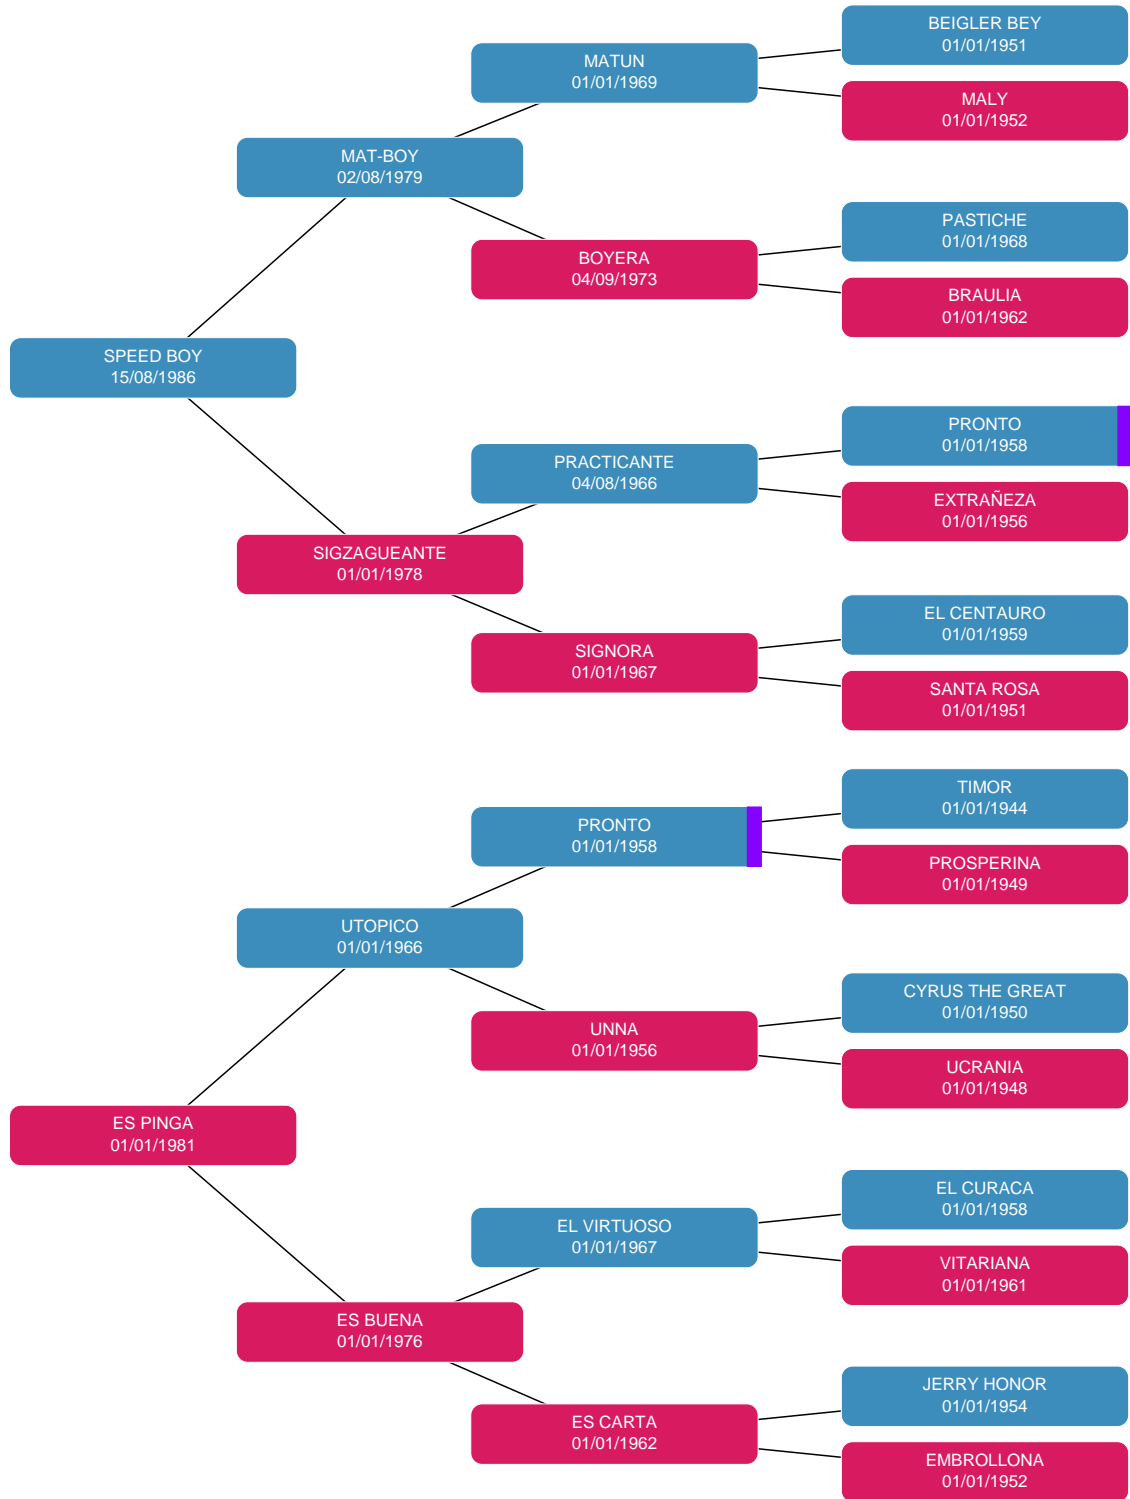 BEIGLER BEY
01/01/1951
MATUN
01/01/1969
MALY
01/01/1952
MAT-BOY
02/08/1979
PASTICHE
01/01/1968
BOYERA
04/09/1973
BRAULIA
01/01/1962
SPEED BOY
15/08/1986
PRONTO
01/01/1958
PRACTICANTE
04/08/1966
EXTRAÑEZA
01/01/1956
SIGZAGUEANTE
01/01/1978
EL CENTAURO
01/01/1959
SIGNORA
01/01/1967
SANTA ROSA
01/01/1951
TIMOR
01/01/1944
PRONTO
01/01/1958
PROSPERINA
01/01/1949
UTOPICO
01/01/1966
CYRUS THE GREAT
01/01/1950
UNNA
01/01/1956
UCRANIA
01/01/1948
ES PINGA
01/01/1981
EL CURACA
01/01/1958
EL VIRTUOSO
01/01/1967
VITARIANA
01/01/1961
ES BUENA
01/01/1976
JERRY HONOR
01/01/1954
ES CARTA
01/01/1962
EMBROLLONA
01/01/1952